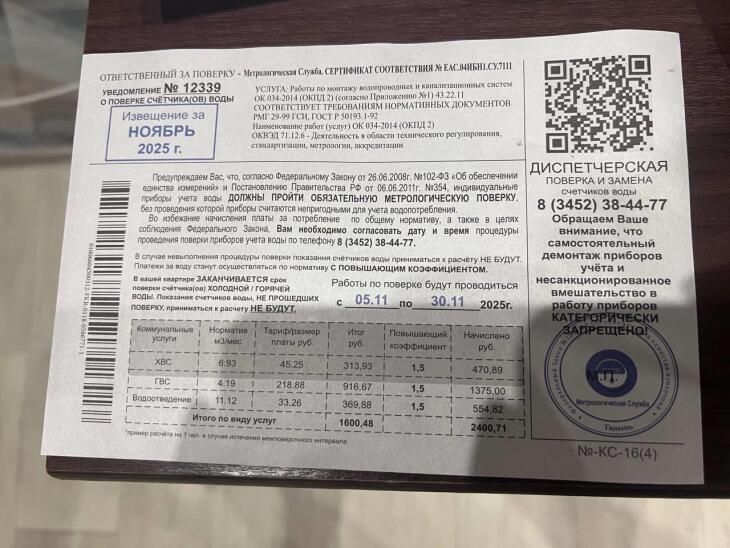 ОТВЕТСТВЕННЫЙ ЗА ПОВЕРКУ - Метрологическая Служба. СЕРТИФИКАТ СООТВЕТСТВИЯ № ЕАС.04ИБН1.СУ.7111
УВЕДОМЛЕНИЕ № 12339
О ПОВЕРКЕ СЧЁТЧИКА(ОВ) ВОДЫ
Извещение за
НОЯБРЬ
2025 г.
УСЛУГА: Работы по монтажу водопроводных и канализационных систем
ОК 034-2014 (ОКПД 2) (согласно Приложению №1) 43.22.11
СООТВЕТСТВУЕТ ТРЕБОВАНИЯМ НОРМАТИВНЫХ ДОКУМЕНТОВ
РМГ 29-99 ГСИ, ГОСТ Р 50193.1-92
Наименование работ (услуг) ОК 034-2014 (ОКПД 2)
ОКВЭД 71.12.6 - Деятельность в области технического регулирования,
стандартизации, метрологии, аккредитации
Предупреждаем Вас, что, согласно Федеральному Закону от 26.06.2008г. №102-ФЗ «Об обеспечении
единства измерений» и Постановлению Правительства РФ от 06.06.2011г. №354, индивидуальные
приборы учета воды ДОЛЖНЫ ПРОЙТИ ОБЯЗАТЕЛЬНУЮ МЕТРОЛОГИЧЕСКУЮ ПОВЕРКУ,
без проведения которой приборы считаются непригодными для учета водопотребления.
Во избежание начисления платы за потребление по общему нормативу, а также в целях
соблюдения Федерального Закона, Вам необходимо согласовать дату и время процедуры
проведения поверки приборов учета воды по телефону 8 (3452) 38-44-77.
В случае невыполнения процедуры поверки показания счётчиков воды приниматься к расчёту НЕ БУДУТ.
Платежи за воду станут осуществляться по нормативу С ПОВЫШАЮЩИМ КОЭФФИЦИЕНТОМ.
В вашей квартире ЗАКАНЧИВАЕТСЯ срок
поверки счётчика(ов) ХОЛОДНОЙ / ГОРЯЧЕЙ
ВОДЫ. Показания счетчиков воды, НЕ ПРОШЕДШИХ
ПОВЕРКУ, приниматься к расчету НЕ БУДУТ.
Работы по поверке будут проводиться
с 05.11 по 30.11 2025г.
Коммунальные услуги Норматив м3/мес Тариф/размер платы руб. Итог руб. Повышающий коэффициент Начислено руб.
ХВС 6.93 45.25 313,93 1,5 470,89
ГВС 4.19 218.88 916,67 1,5 1375,00
Водоотведение 11,12 33.26 369,88 1,5 554,82
Итого по виду услуг 1600,48 2400,71
*пример расчёта на 1 чел. в случае истечения межповерочного интервала
ДИСПЕТЧЕРСКАЯ
ПОВЕРКА И ЗАМЕНА
счетчиков воды
8 (3452) 38-44-77
Обращаем Ваше
внимание, что
самостоятельный
демонтаж приборов
учёта и
несанкционированное
вмешательство в
работу приборов
КАТЕГОРИЧЕСКИ
ЗАПРЕЩЕНО!
М.П.
Метрологическая Служба
Тюмень
№-КС-16(4)